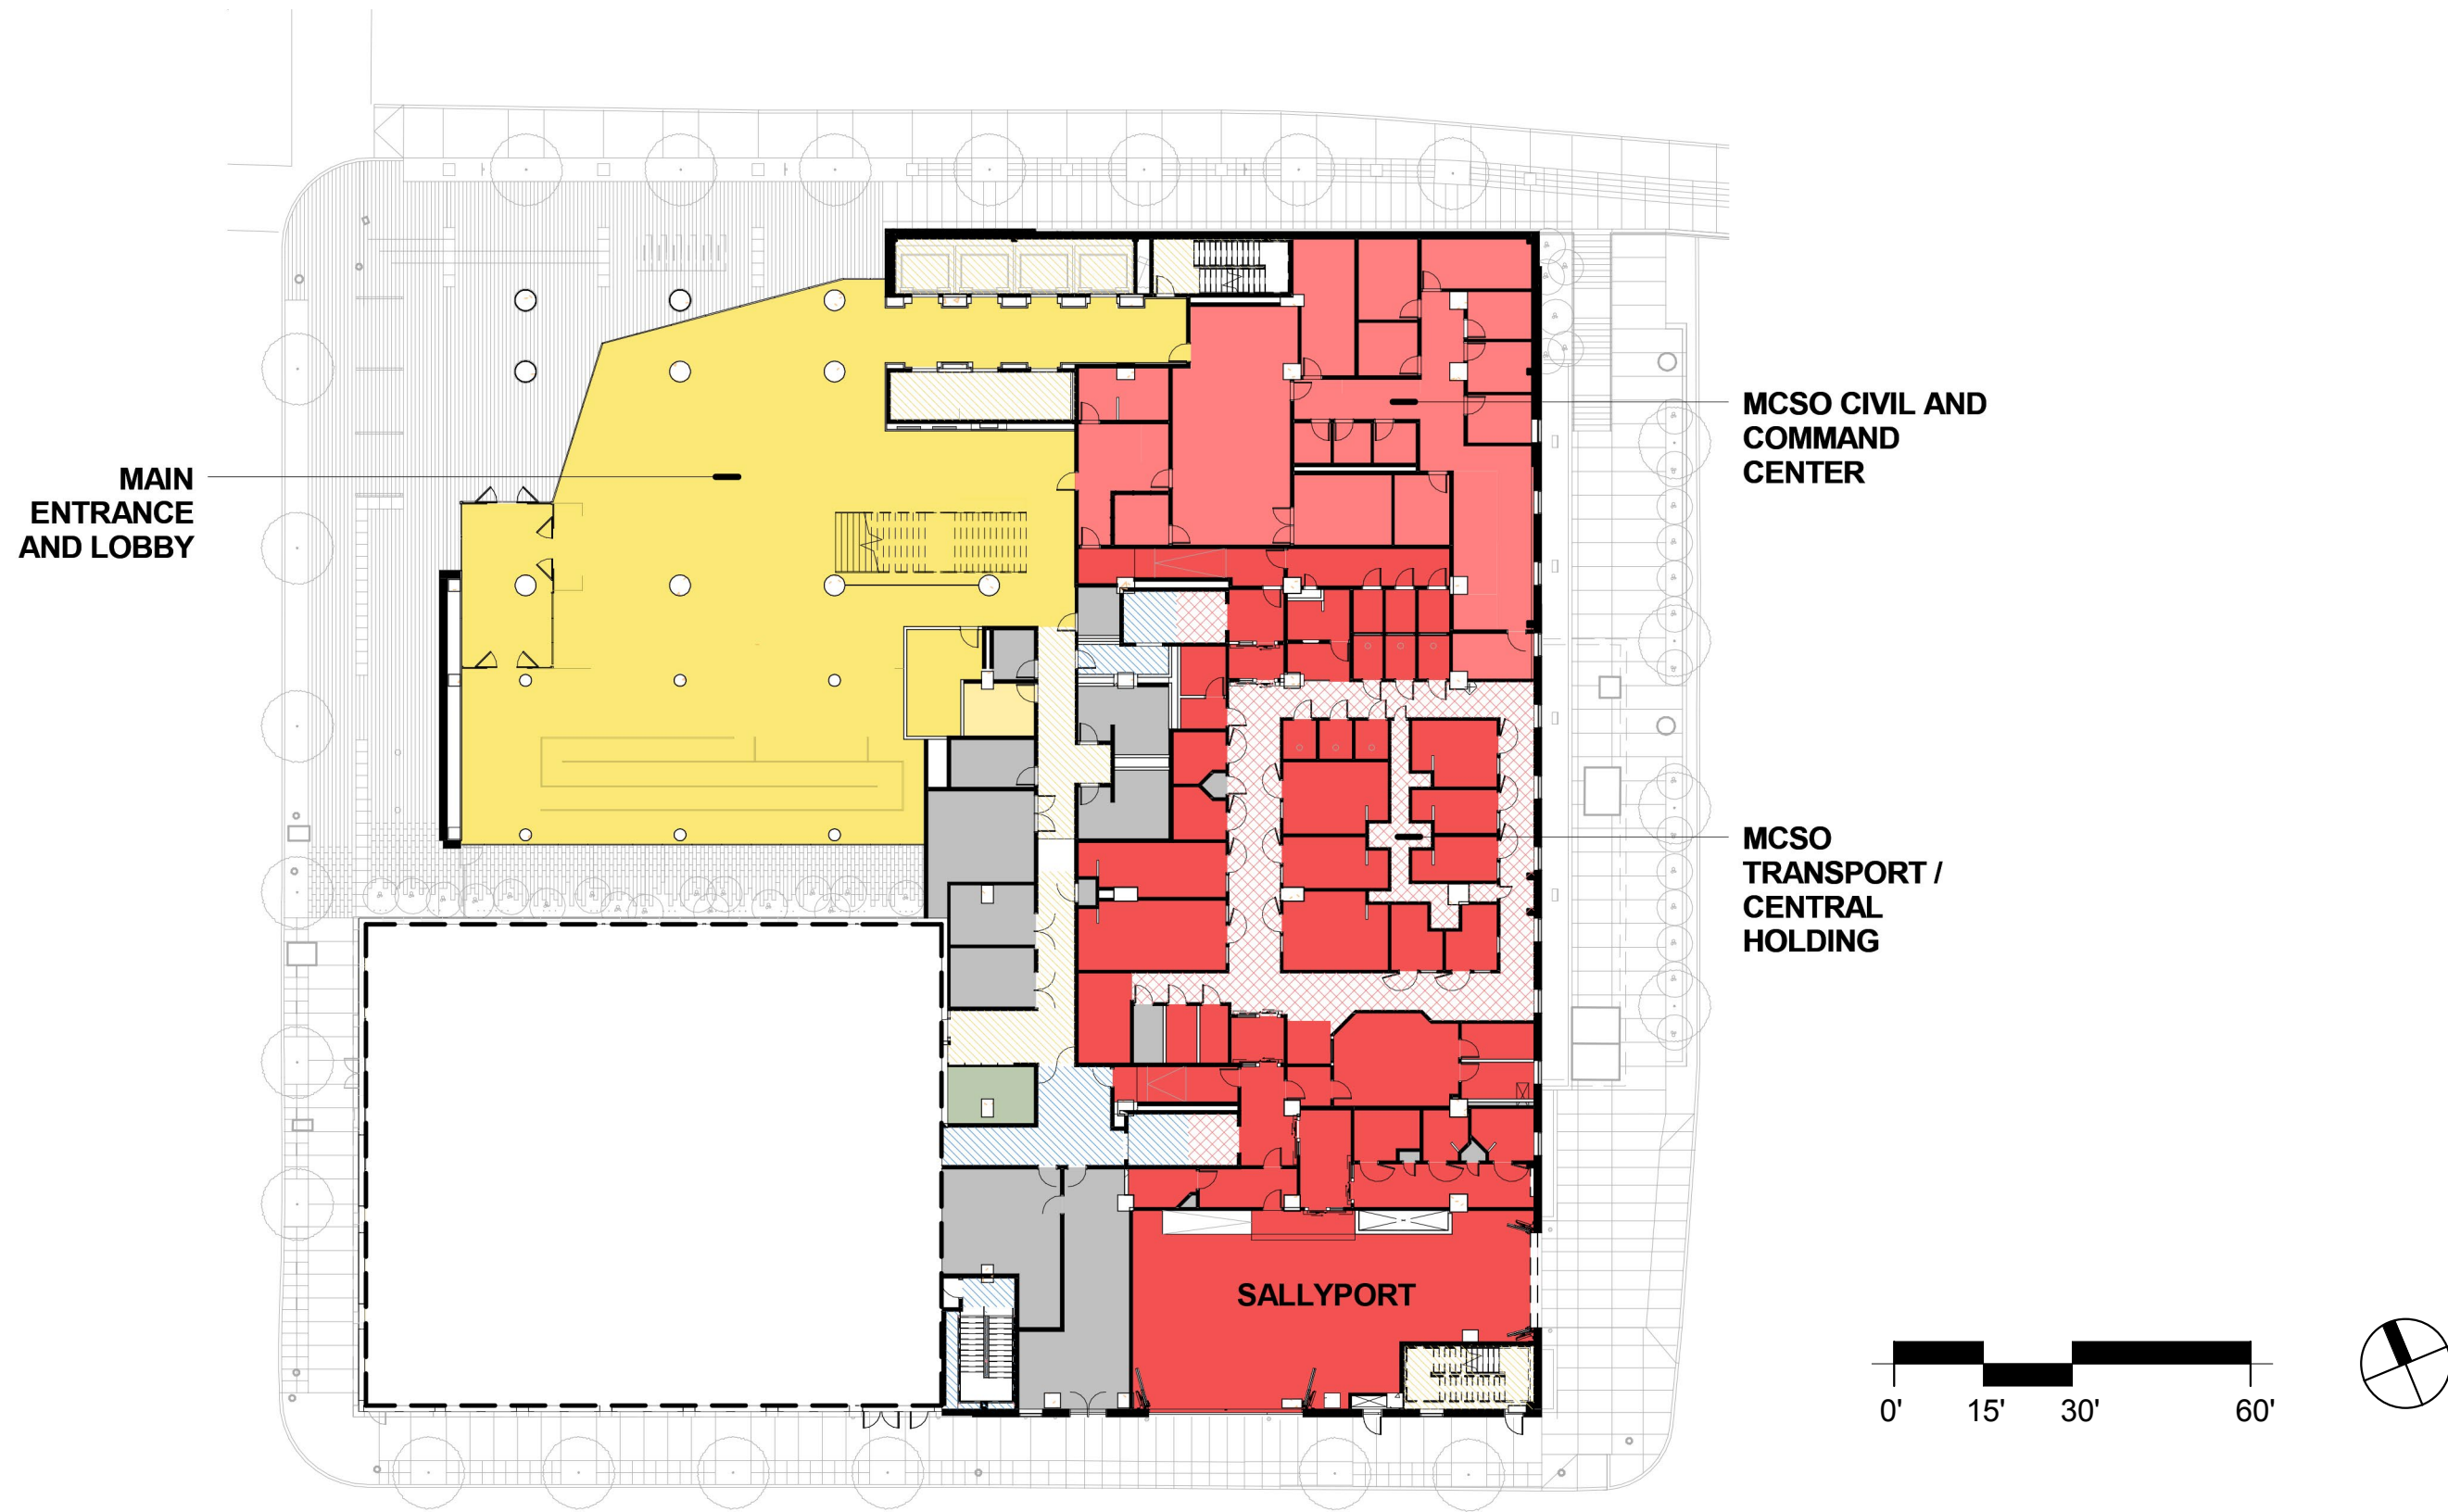 MAIN
ENTRANCE
AND LOBBY
MCSO CIVIL AND
COMMAND
CENTER
MCSO
TRANSPORT /
CENTRAL
HOLDING
SALLYPORT
0' 15' 30' 60'